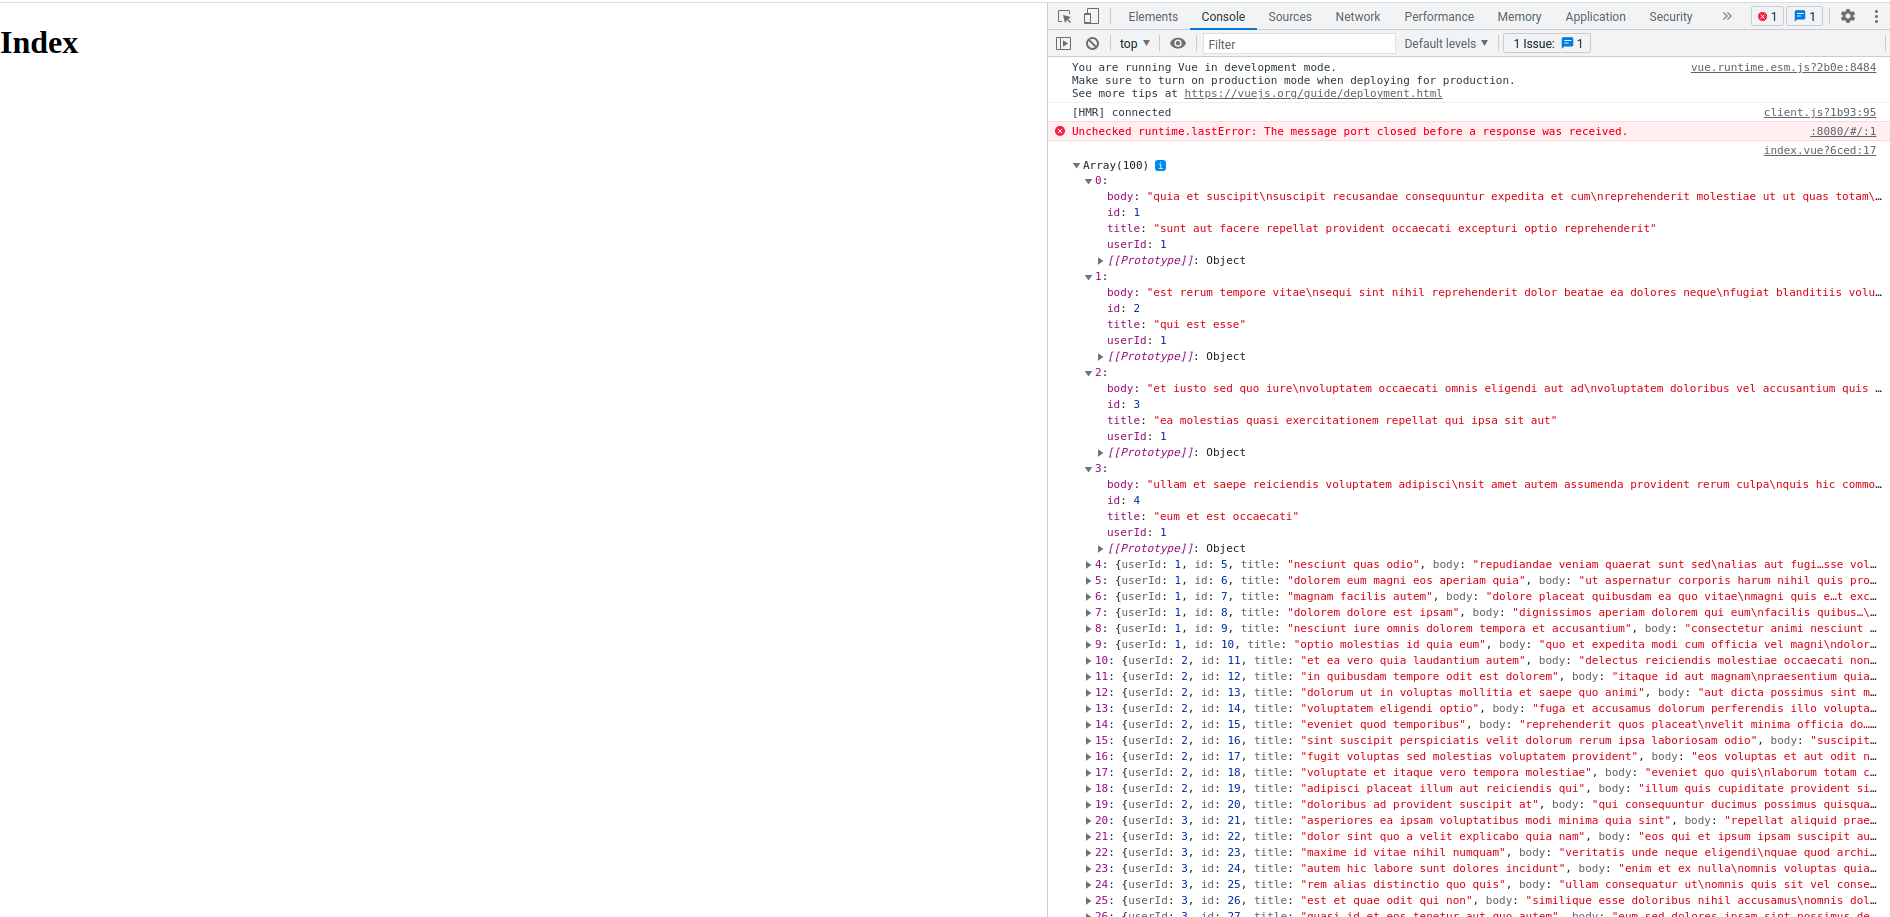 Index
Elements Console Sources Network Performance Memory Application Security » 1 1
top Filter Default levels 1 Issue: 1
You are running Vue in development mode. vue.runtime.esm.js?2b0e:8484
Make sure to turn on production mode when deploying for production.
See more tips at https://vuejs.org/guide/deployment.html
[HMR] connected client.js?1b93:95
Unchecked runtime.lastError: The message port closed before a response was received. :8080/#/:1
index.vue?6ced:17
Array(100) i
0:
body: "quia et suscipit\nsuscipit recusandae consequuntur expedita et cum\nreprehenderit molestiae ut ut quas totam\…
id: 1
title: "sunt aut facere repellat provident occaecati excepturi optio reprehenderit"
userId: 1
[[Prototype]]: Object
1:
body: "est rerum tempore vitae\nsequi sint nihil reprehenderit dolor beatae ea dolores neque\nfugiat blanditiis volu…
id: 2
title: "qui est esse"
userId: 1
[[Prototype]]: Object
2:
body: "et iusto sed quo iure\nvoluptatem occaecati omnis eligendi aut ad\nvoluptatem doloribus vel accusantium quis …
id: 3
title: "ea molestias quasi exercitationem repellat qui ipsa sit aut"
userId: 1
[[Prototype]]: Object
3:
body: "ullam et saepe reiciendis voluptatem adipisci\nsit amet autem assumenda provident rerum culpa\nquis hic commo…
id: 4
title: "eum et est occaecati"
userId: 1
[[Prototype]]: Object
4: {userId: 1, id: 5, title: "nesciunt quas odio", body: "repudiandae veniam quaerat sunt sed\nalias aut fugi…sse vol…
5: {userId: 1, id: 6, title: "dolorem eum magni eos aperiam quia", body: "ut aspernatur corporis harum nihil quis pro…
6: {userId: 1, id: 7, title: "magnam facilis autem", body: "dolore placeat quibusdam ea quo vitae\nmagni quis e…t exc…
7: {userId: 1, id: 8, title: "dolorem dolore est ipsam", body: "dignissimos aperiam dolorem qui eum\nfacilis quibus…\…
8: {userId: 1, id: 9, title: "nesciunt iure omnis dolorem tempora et accusantium", body: "consectetur animi nesciunt …
9: {userId: 1, id: 10, title: "optio molestias id quia eum", body: "quo et expedita modi cum officia vel magni\ndolor…
10: {userId: 2, id: 11, title: "et ea vero quia laudantium autem", body: "delectus reiciendis molestiae occaecati non…
11: {userId: 2, id: 12, title: "in quibusdam tempore odit est dolorem", body: "itaque id aut magnam\npraesentium quia…
12: {userId: 2, id: 13, title: "dolorum ut in voluptas mollitia et saepe quo animi", body: "aut dicta possimus sint m…
13: {userId: 2, id: 14, title: "voluptatem eligendi optio", body: "fuga et accusamus dolorum perferendis illo volupta…
14: {userId: 2, id: 15, title: "eveniet quod temporibus", body: "reprehenderit quos placeat\nvelit minima officia do……
15: {userId: 2, id: 16, title: "sint suscipit perspiciatis velit dolorum rerum ipsa laboriosam odio", body: "suscipit…
16: {userId: 2, id: 17, title: "fugit voluptas sed molestias voluptatem provident", body: "eos voluptas et aut odit n…
17: {userId: 2, id: 18, title: "voluptate et itaque vero tempora molestiae", body: "eveniet quo quis\nlaborum totam c…
18: {userId: 2, id: 19, title: "adipisci placeat illum aut reiciendis qui", body: "illum quis cupiditate provident si…
19: {userId: 2, id: 20, title: "doloribus ad provident suscipit at", body: "qui consequuntur ducimus possimus quisqua…
20: {userId: 3, id: 21, title: "asperiores ea ipsam voluptatibus modi minima quia sint", body: "repellat aliquid prae…
21: {userId: 3, id: 22, title: "dolor sint quo a velit explicabo quia nam", body: "eos qui et ipsum ipsam suscipit au…
22: {userId: 3, id: 23, title: "maxime id vitae nihil numquam", body: "veritatis unde neque eligendi\nquae quod archi…
23: {userId: 3, id: 24, title: "autem hic labore sunt dolores incidunt", body: "enim et ex nulla\nomnis voluptas quia…
24: {userId: 3, id: 25, title: "rem alias distinctio quo quis", body: "ullam consequatur ut\nomnis quis sit vel conse…
25: {userId: 3, id: 26, title: "est et quae odit qui non", body: "similique esse doloribus nihil accusamus\nomnis dol…
26: {userId: 3, id: 27, title: "quasi id et eos tenetur aut quo autem", body: "eum sed dolores ipsam sint possimus de…